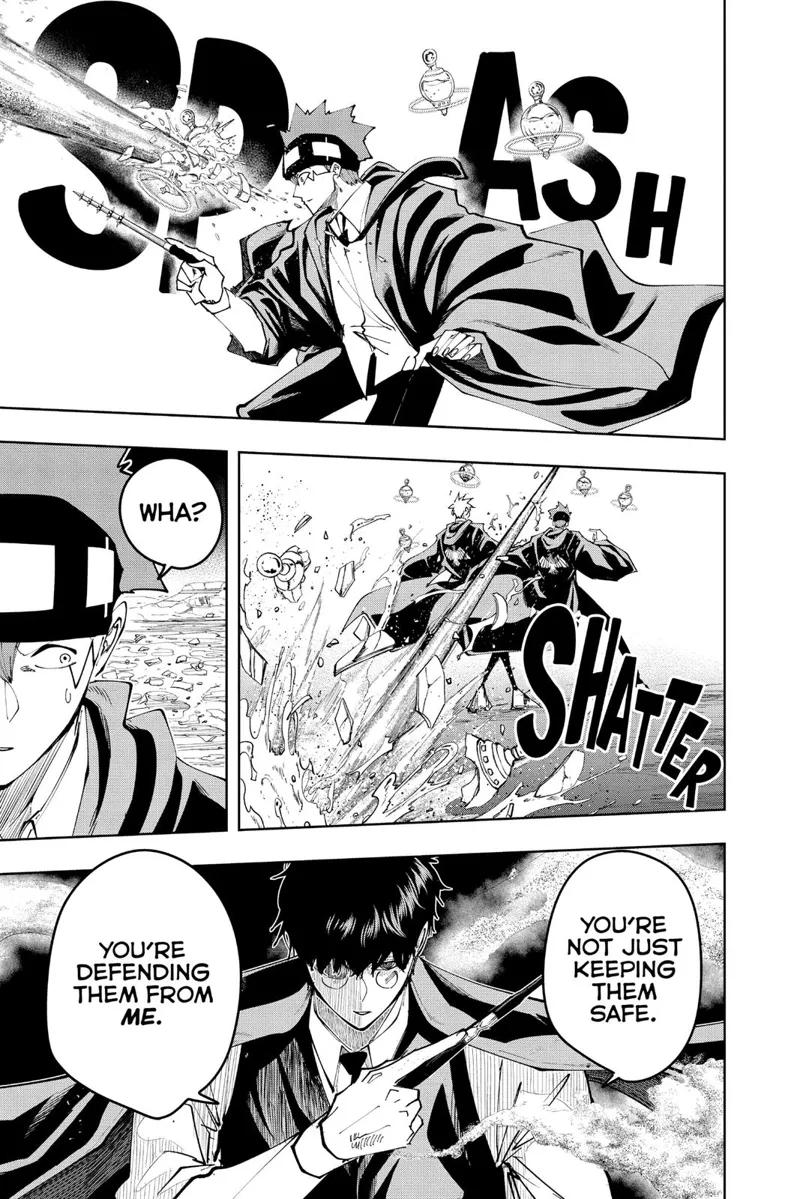 SPLASH
SHATTER
WHA?
YOU'RE
NOT JUST
KEEPING
THEM
SAFE.
YOU'RE
DEFENDING
THEM FROM
ME.